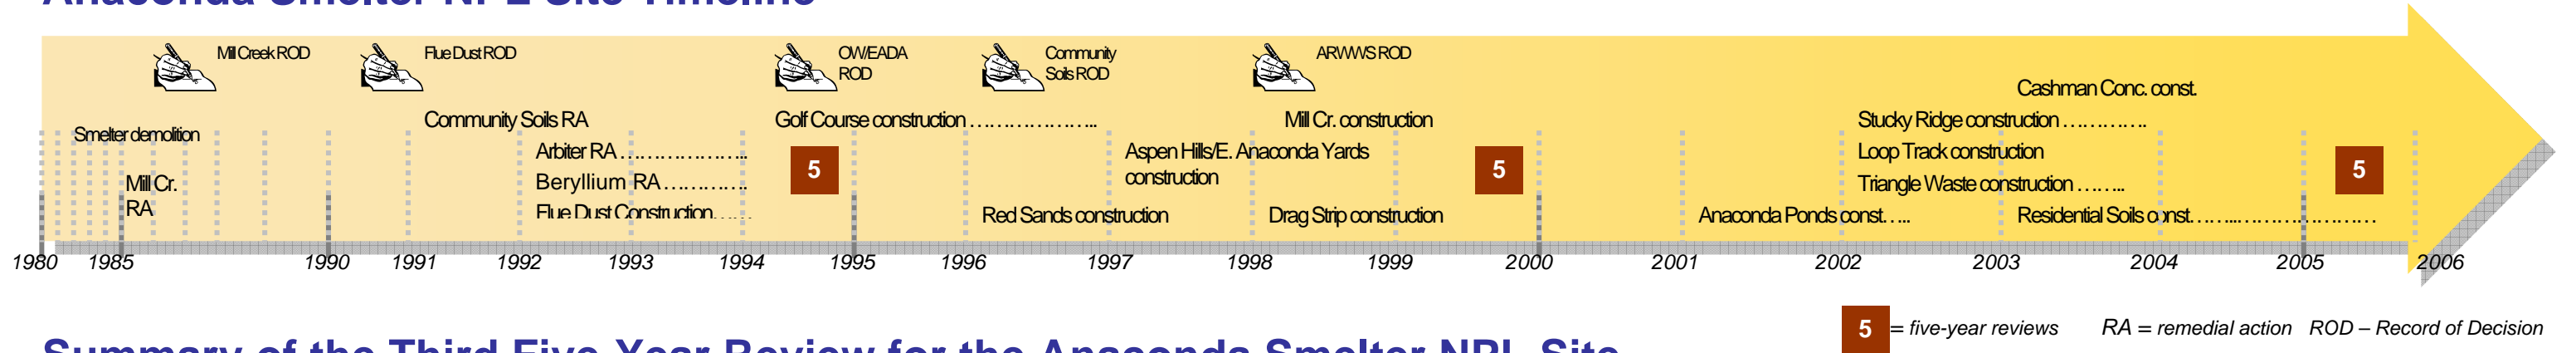 Anaconda Smelter NPL Site Timeline
Mill Creek ROD
Flue Dust ROD
OW/EADA
ROD
Community
Soils ROD
ARWWS ROD
Cashman Conc. const.
Smelter demolition
Community Soils RA
Golf Course construction ………………..
Mill Cr. construction
Stucky Ridge construction ………….
Arbiter RA………………..
5
Aspen Hills/E. Anaconda Yards
construction
5
Loop Track construction
5
Mill Cr.
RA
Beryllium RA………….
Triangle Waste construction ……..
Flue Dust Construction……
Red Sands construction
Drag Strip construction
Anaconda Ponds const…..
Residential Soils const……...…………………
1980 1985 1990 1991 1992 1993 1994 1995 1996 1997 1998 1999 2000 2001 2002 2003 2004 2005 2006
5 = five-year reviews RA = remedial action ROD – Record of Decision
Summary of the Third Five-Year Review for the Anaconda Smelter NPL Site